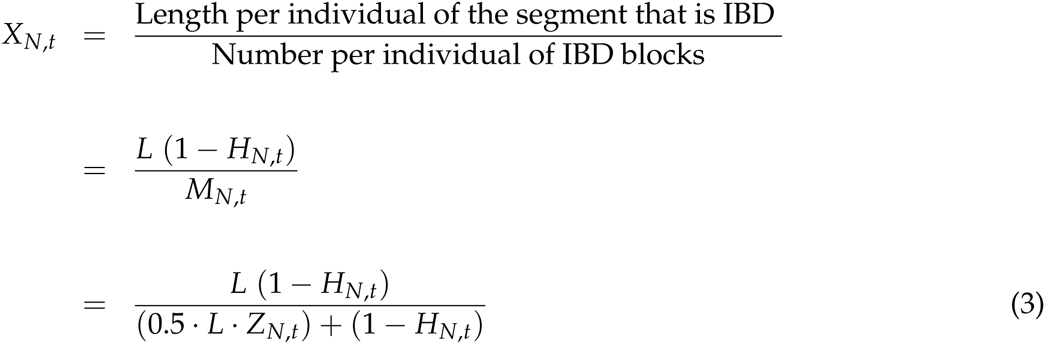 X_{N,t} = \frac{\text{Length per individual of the segment that is IBD}}{\text{Number per individual of IBD blocks}}
= \frac{L (1 - H_{N,t})}{M_{N,t}}
= \frac{L (1 - H_{N,t})}{(0.5 \cdot L \cdot Z_{N,t}) + (1 - H_{N,t})} (3)